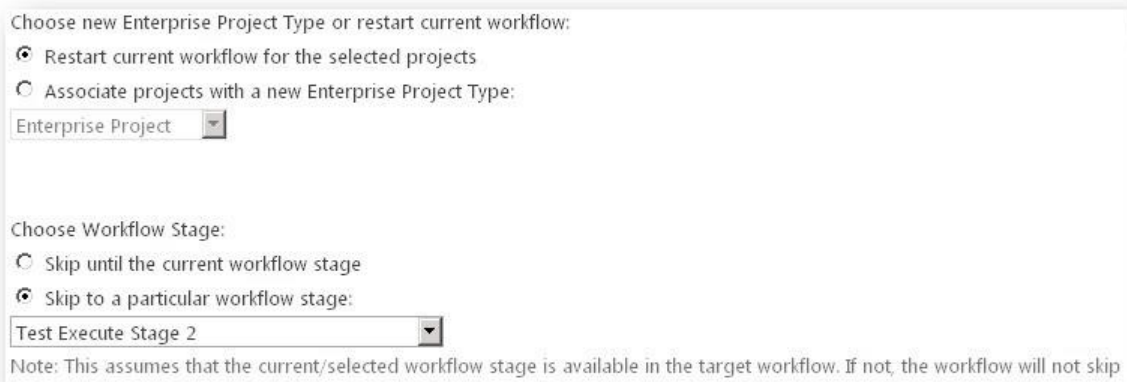 Choose new Enterprise Project Type or restart current workflow:
Restart current workflow for the selected projects
Associate projects with a new Enterprise Project Type:
Enterprise Project
Choose Workflow Stage:
Skip until the current workflow stage
Skip to a particular workflow stage:
Test Execute Stage 2
Note: This assumes that the current/selected workflow stage is available in the target workflow. If not, the workflow will not skip